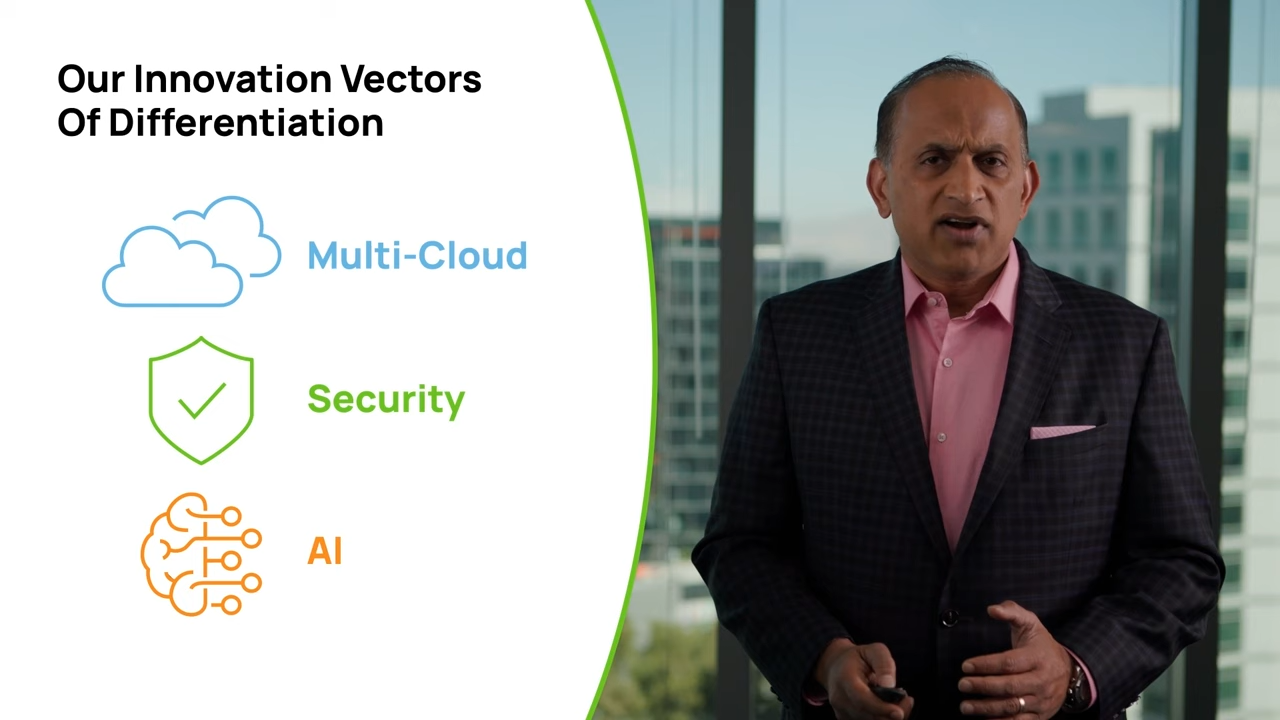 Our Innovation Vectors
Of Differentiation
Multi-Cloud
Security
AI